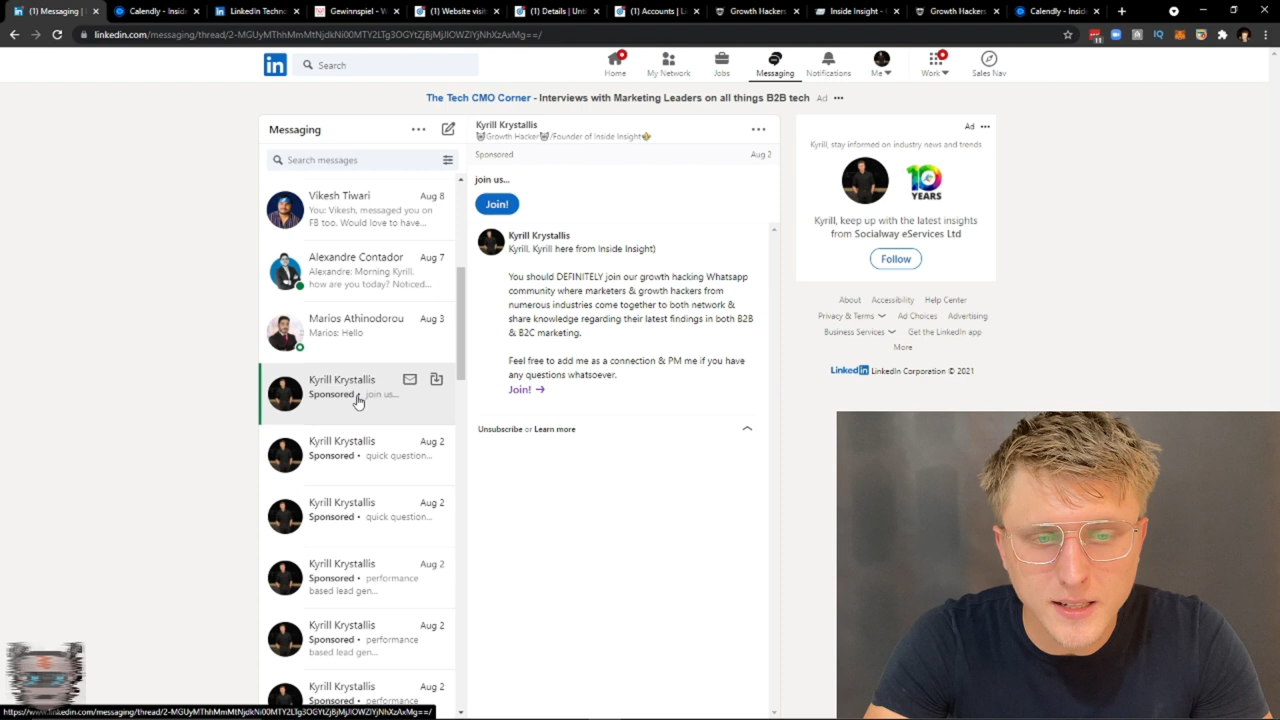 (1) Messaging |
Calendly - Inside
LinkedIn Techno
Gewinnspiel - W
(1) Website visit
(1) Details | Unti
(1) Accounts | Li
Growth Hackers
Inside Insight -
Growth Hackers
Calendly - Inside
Search
Home
My Network
Jobs
Messaging
Notifications
Me
Work
Sales Nav
The Tech CMO Corner - Interviews with Marketing Leaders on all things B2B tech Ad
Messaging
Search messages
Vikesh Tiwari Aug 8
You: Vikesh, messaged you on
FB too. Would love to have...
Alexandre Contador Aug 7
Alexandre: Morning Kyrill,
how are you today? Noticed...
Marios Athinodorou Aug 3
Marios: Hello
Kyrill Krystallis
Sponsored • join us...
Kyrill Krystallis Aug 2
Sponsored • quick question...
Kyrill Krystallis Aug 2
Sponsored • quick question...
Kyrill Krystallis Aug 2
Sponsored • performance
based lead gen...
Kyrill Krystallis Aug 2
Sponsored • performance
based lead gen...
Kyrill Krystallis Aug 2
Sponsored • performance
Kyrill Krystallis
Growth Hacker/Founder of Inside Insight
Sponsored Aug 2
join us...
Join!
Kyrill Krystallis
Kyrill. Kyrill here from Inside Insight)
You should DEFINITELY join our growth hacking Whatsapp
community where marketers & growth hackers from
numerous industries come together to both network &
share knowledge regarding their latest findings in both B2B
& B2C marketing.
Feel free to add me as a connection & PM me if you have
any questions whatsoever.
Join! →
Unsubscribe or Learn more
Ad
Kyrill, stay informed on industry news and trends
10
YEARS
Kyrill, keep up with the latest insights
from Socialway eServices Ltd
Follow
About Accessibility Help Center
Privacy & Terms Ad Choices Advertising
Business Services Get the LinkedIn app
More
LinkedIn LinkedIn Corporation © 2021